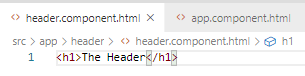 header.component.html
app.component.html
src > app > header > header.component.html > h1
1 <h1>The Header</h1>